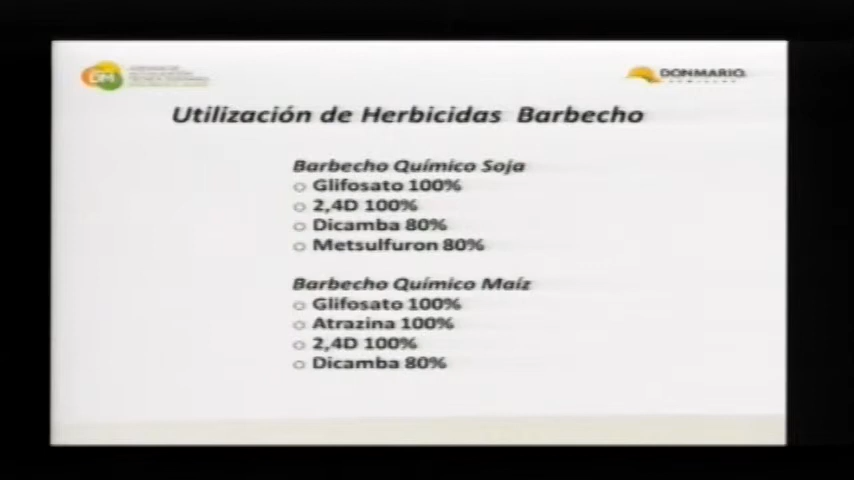 DM
DONMARIO
Utilización de Herbicidas Barbecho
Barbecho Químico Soja
Glifosato 100%
2,4D 100%
Dicamba 80%
Metsulfuron 80%
Barbecho Químico Maíz
Glifosato 100%
Atrazina 100%
2,4D 100%
Dicamba 80%